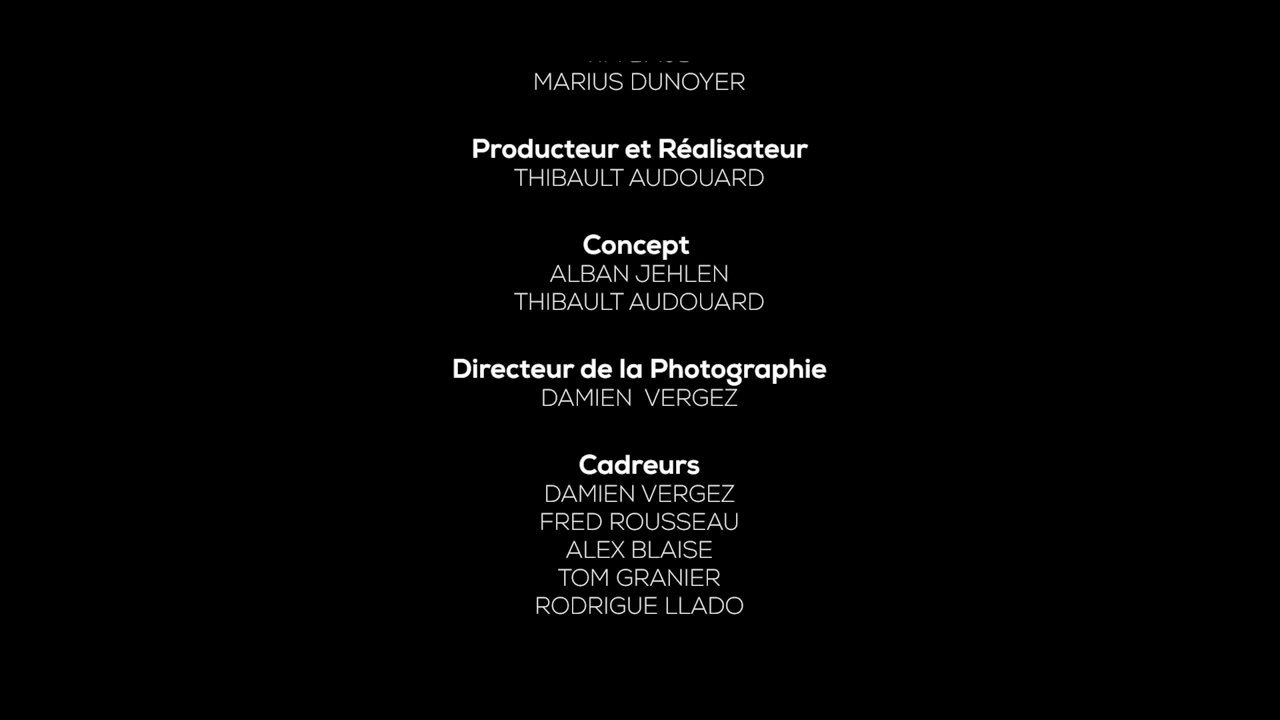 MARIUS DUNOYER
Producteur et Réalisateur
THIBAULT AUDOUARD
Concept
ALBAN JEHLEN
THIBAULT AUDOUARD
Directeur de la Photographie
DAMIEN VERGEZ
Cadreurs
DAMIEN VERGEZ
FRED ROUSSEAU
ALEX BLAISE
TOM GRANIER
RODRIGUE LLADO